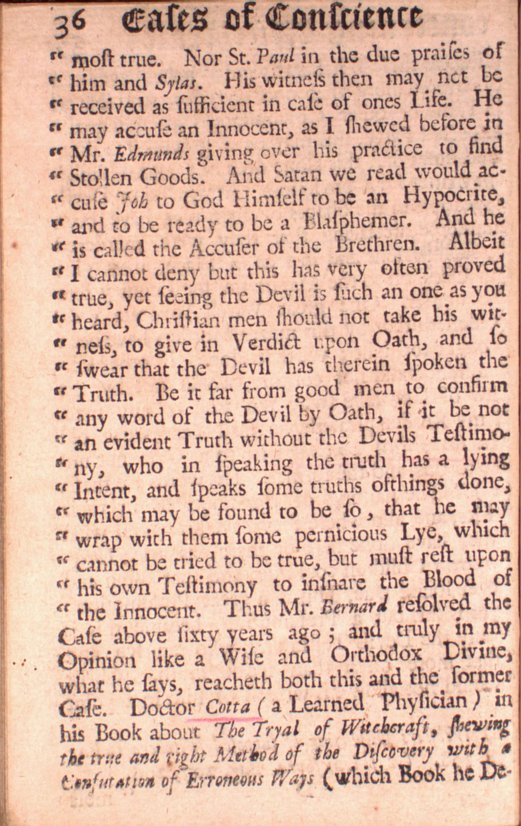 36 Cases of Conscience
“ moſt true. Nor St. Paul in the due praiſes of
“ him and Sylas. His witneſs then may not be
“ received as ſufficient in caſe of ones Life. He
“ may accuſe an Innocent, as I ſhewed before in
“ Mr. Edmunds giving over his practice to find
“ Stollen Goods. And Satan we read would ac-
“ cuſe Job to God Himſelf to be an Hypocrite,
“ and to be ready to be a Blaſphemer. And he
“ is called the Accuſer of the Brethren. Albeit
“ I cannot deny but this has very often proved
“ true, yet ſeeing the Devil is ſuch an one as you
“ heard, Chriſtian men ſhould not take his wit-
“ neſs, to give in Verdict upon Oath, and ſo
“ ſwear that the Devil has therein ſpoken the
“ Truth. Be it far from good men to confirm
“ any word of the Devil by Oath, if it be not
“ an evident Truth without the Devils Teſtimo-
“ ny, who in ſpeaking the truth has a lying
“ Intent, and ſpeaks ſome truths ofthings done,
“ which may be found to be ſo, that he may
“ wrap with them ſome pernicious Lye, which
“ cannot be tried to be true, but muſt reſt upon
“ his own Teſtimony to inſnare the Blood of
“ the Innocent. Thus Mr. Bernard reſolved the
Caſe above ſixty years ago; and truly in my
Opinion like a Wiſe and Orthodox Divine,
what he ſays, reacheth both this and the former
Caſe. Doctor Cotta (a Learned Phyſician) in
his Book about The Tryal of Witchcraft, ſhewing
the true and right Method of the Diſcovery with a
Confutation of Erroneous Ways (which Book he De-